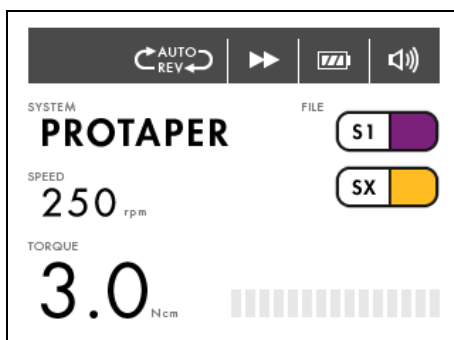 AUTO
REV
SYSTEM
PROTAPER
FILE
S1
SX
SPEED
250 rpm
TORQUE
3.0 Ncm